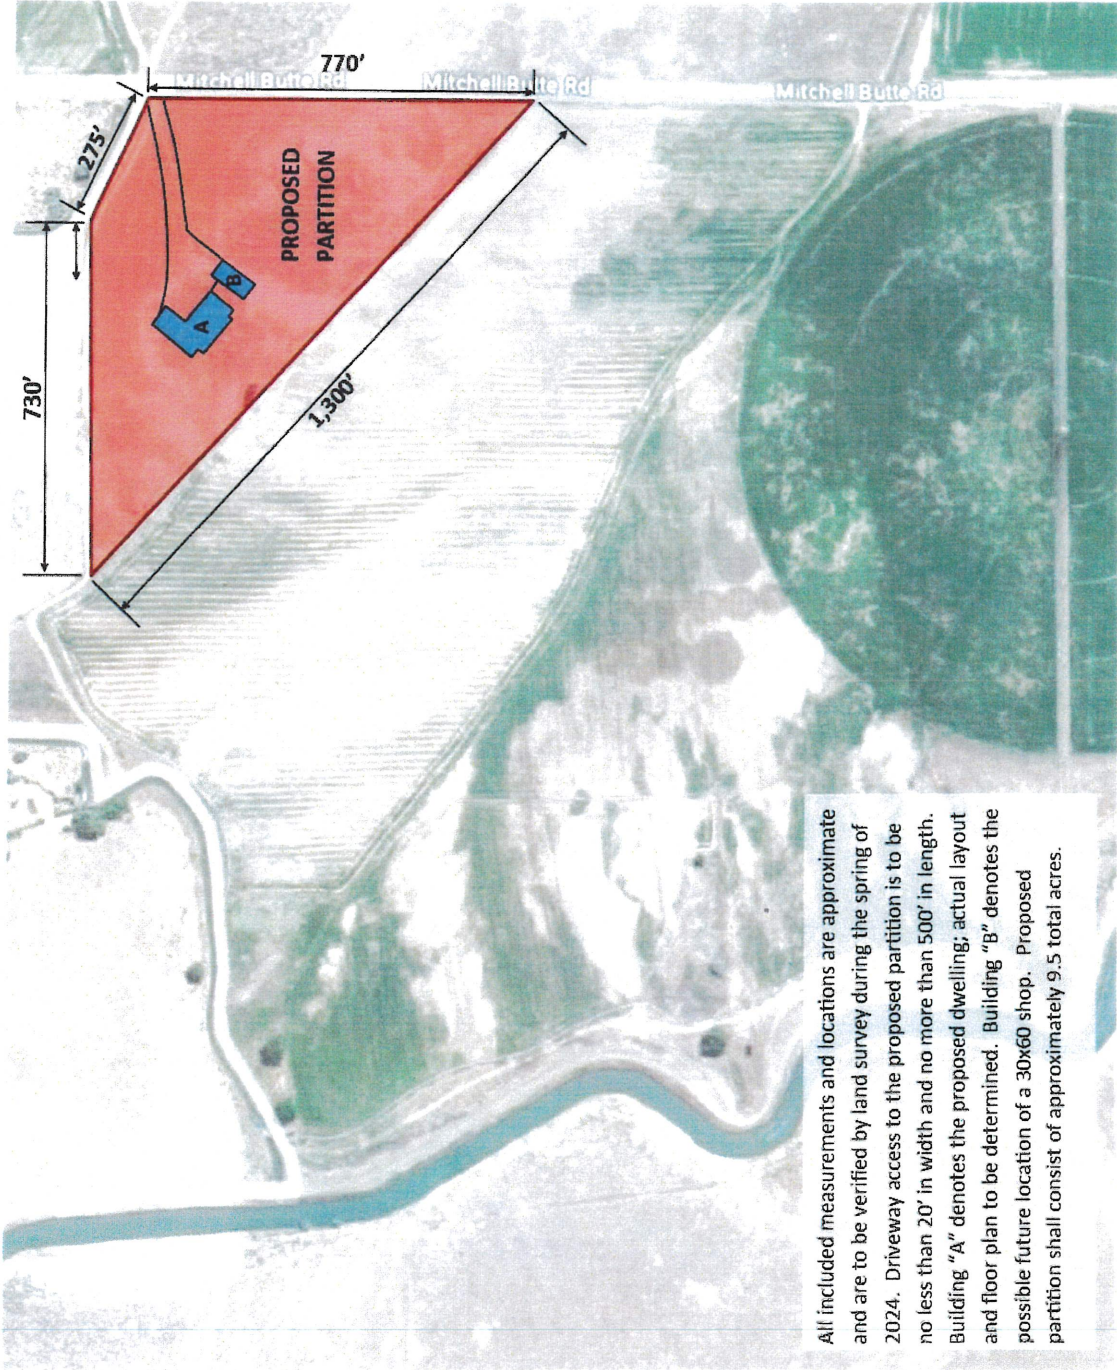 770'
Mitchell Butte Rd
Mitchell Butte Rd
Mitchell Butte Rd
275'
730'
PROPOSED
PARTITION
A
B
1,300'
All included measurements and locations are approximate
and are to be verified by land survey during the spring of
2024. Driveway access to the proposed partition is to be
no less than 20' in width and no more than 500' in length.
Building "A" denotes the proposed dwelling; actual layout
and floor plan to be determined. Building "B" denotes the
possible future location of a 30x60 shop. Proposed
partition shall consist of approximately 9.5 total acres.